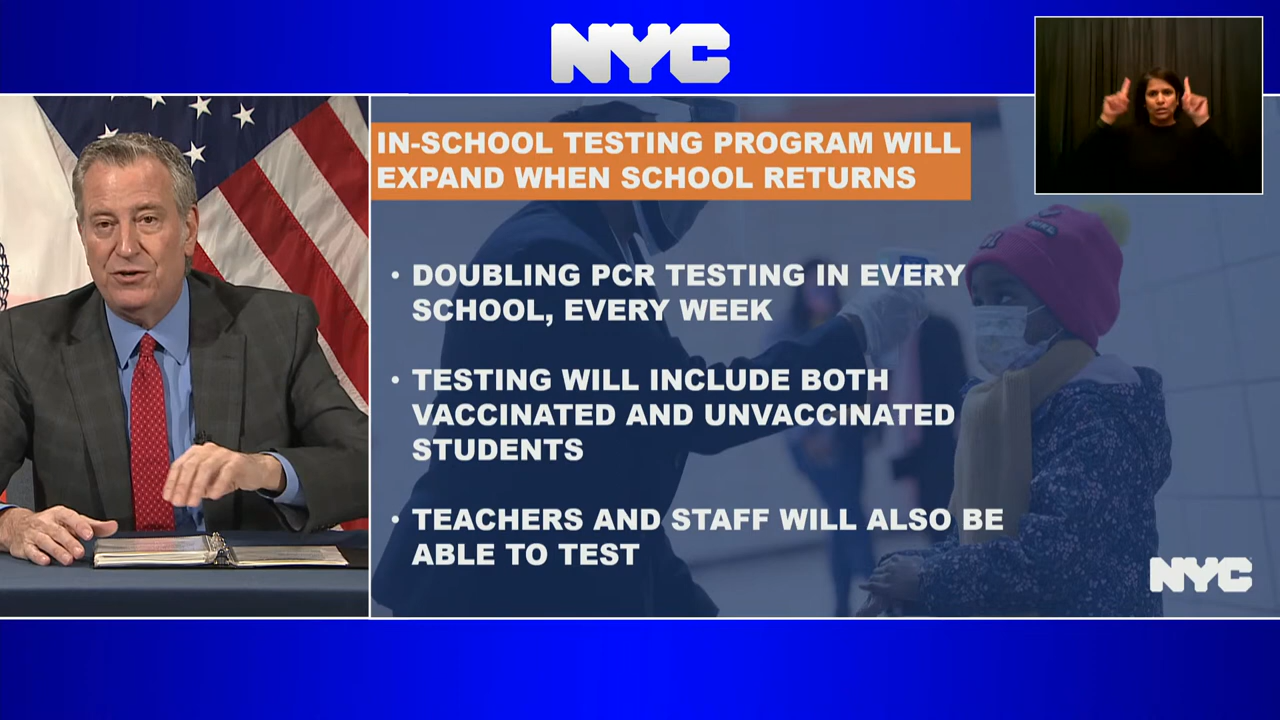 NYC
IN-SCHOOL TESTING PROGRAM WILL
EXPAND WHEN SCHOOL RETURNS
• DOUBLING PCR TESTING IN EVERY
SCHOOL, EVERY WEEK
• TESTING WILL INCLUDE BOTH
VACCINATED AND UNVACCINATED
STUDENTS
• TEACHERS AND STAFF WILL ALSO BE
ABLE TO TEST
NYC